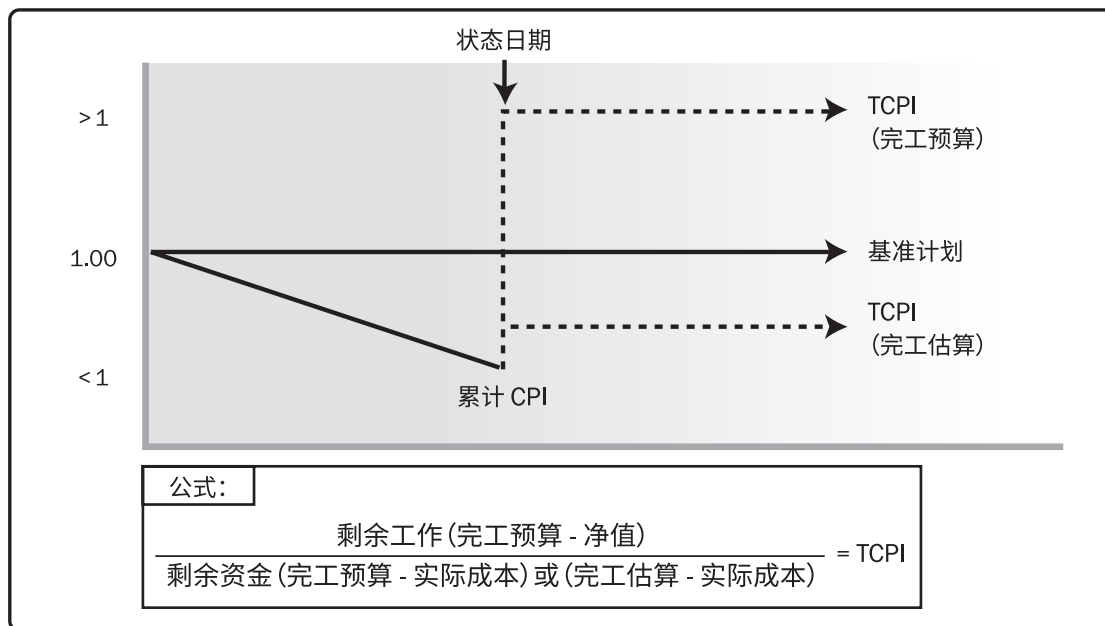 状态日期
>1
TCPI
(完工预算)
1.00
基准计划
TCPI
(完工估算)
<1
累计 CPI
公式：
剩余工作(完工预算 - 净值)
剩余资金(完工预算 - 实际成本)或(完工估算 - 实际成本)
= TCPI